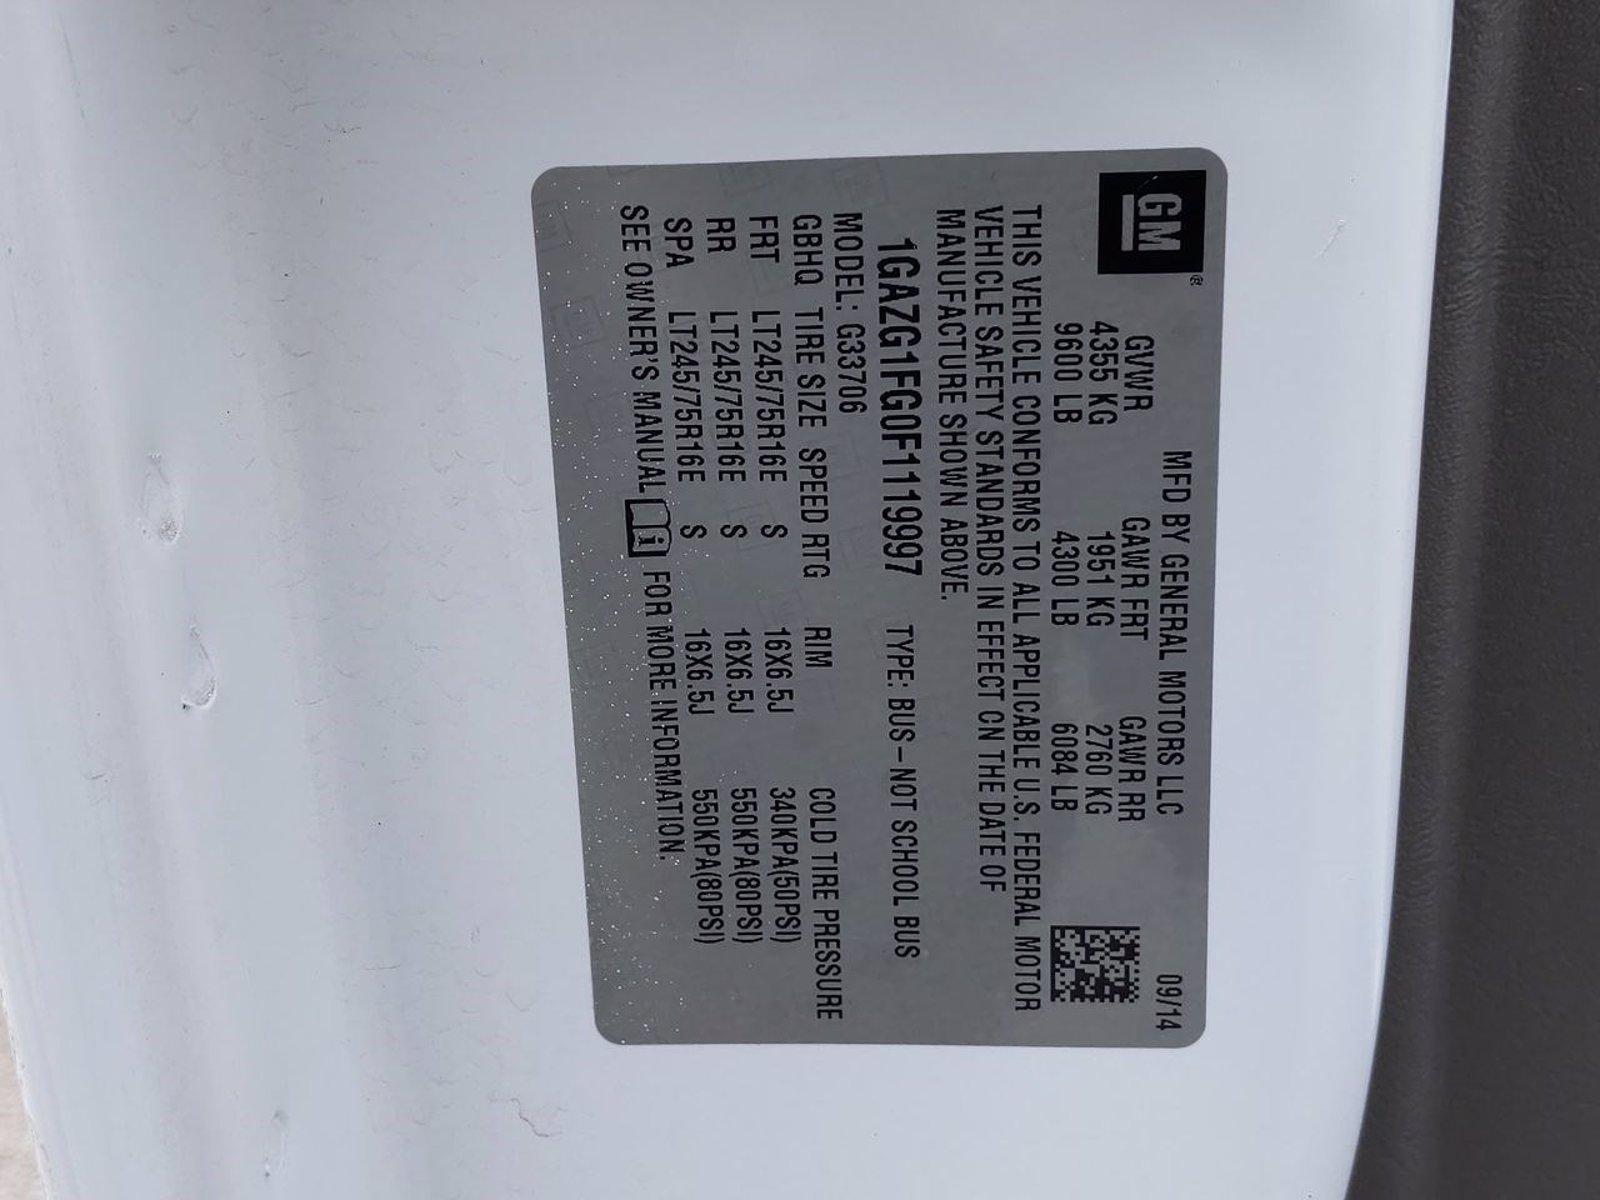 GM®
MFD BY GENERAL MOTORS LLC 09/14
GVWR GAWR FRT GAWR RR
4355 KG 1951 KG 2760 KG
9600 LB 4300 LB 6084 LB
THIS VEHICLE CONFORMS TO ALL APPLICABLE U.S. FEDERAL MOTOR
VEHICLE SAFETY STANDARDS IN EFFECT ON THE DATE OF
MANUFACTURE SHOWN ABOVE.
1GAZG1FG0F1119997 TYPE: BUS–NOT SCHOOL BUS
MODEL: G33706
GBHQ TIRE SIZE SPEED RTG RIM COLD TIRE PRESSURE
FRT LT245/75R16E S 16X6.5J 340KPA(50PSI)
RR LT245/75R16E S 16X6.5J 550KPA(80PSI)
SPA LT245/75R16E S 16X6.5J 550KPA(80PSI)
SEE OWNER'S MANUAL i FOR MORE INFORMATION.